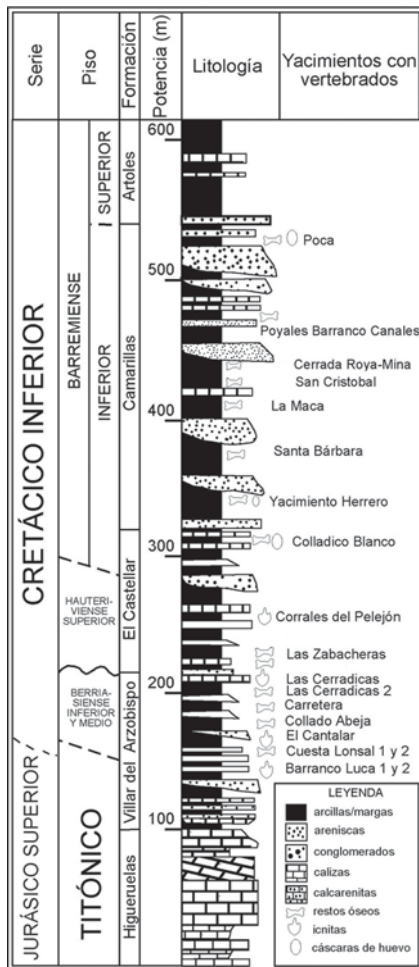 Serie
Piso
Formación
Potencia (m)
Litología
Yacimientos con
vertebrados
CRETÁCICO INFERIOR
JURÁSICO SUPERIOR
BARREMIENSE
SUPERIOR
INFERIOR
HAUTERI-
VIENSE
SUPERIOR
BERRIA-
SIENSE
INFERIOR
Y MEDIO
TITÓNICO
Artoles
Camarillas
El Castellar
Villar del Arzobispo
Higueruelas
600
500
400
300
200
100
Poca
Poyales Barranco Canales
Cerrada Roya-Mina
San Cristobal
La Maca
Santa Bárbara
Yacimiento Herrero
Colladico Blanco
Corrales del Pelejón
Las Zabacheras
Las Cerradicas
Las Cerradicas 2
Carretera
Collado Abeja
El Cantalar
Cuesta Lonsal 1 y 2
Barranco Luca 1 y 2
LEYENDA
arcillas/margas
areniscas
conglomerados
calizas
calcarenitas
restos óseos
icnitas
cáscaras de huevo